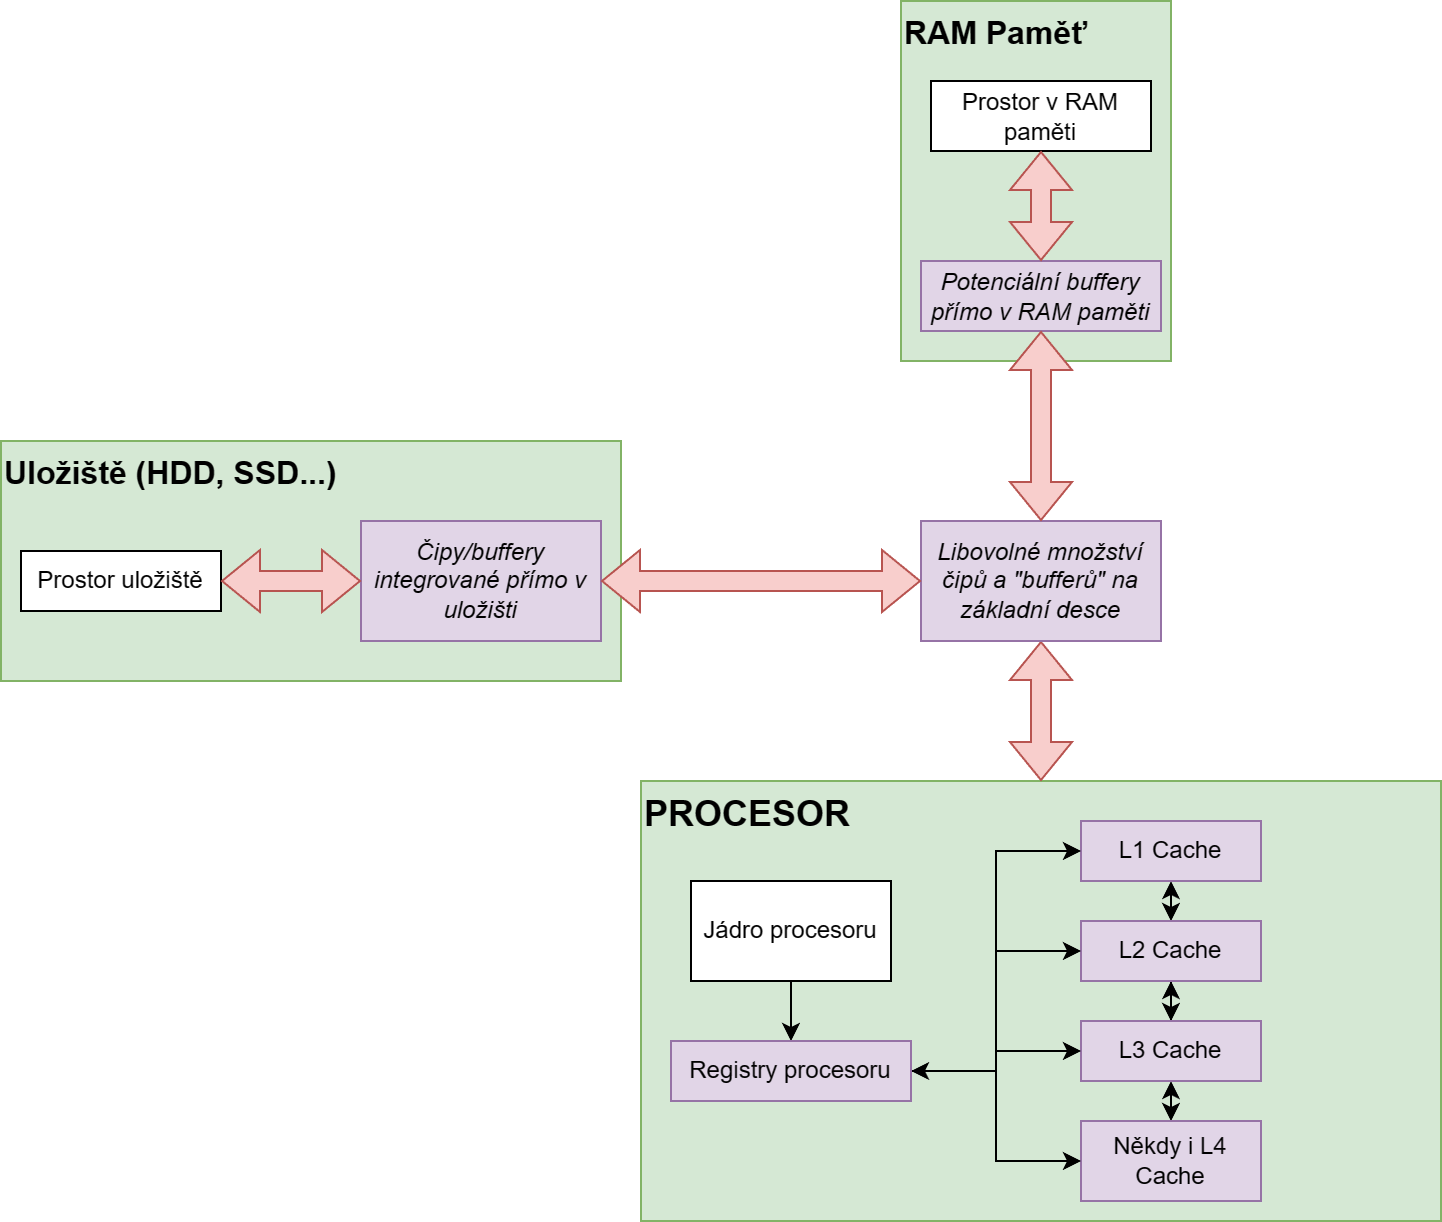 RAM Paměť
Prostor v RAM
paměti
Potenciální buffery
přímo v RAM paměti
Uložiště (HDD, SSD...)
Prostor uložiště
Čipy/buffery
integrované přímo v
uložišti
Libovolné množství
čipů a "bufferů" na
základní desce
PROCESOR
Jádro procesoru
Registry procesoru
L1 Cache
L2 Cache
L3 Cache
Někdy i L4
Cache